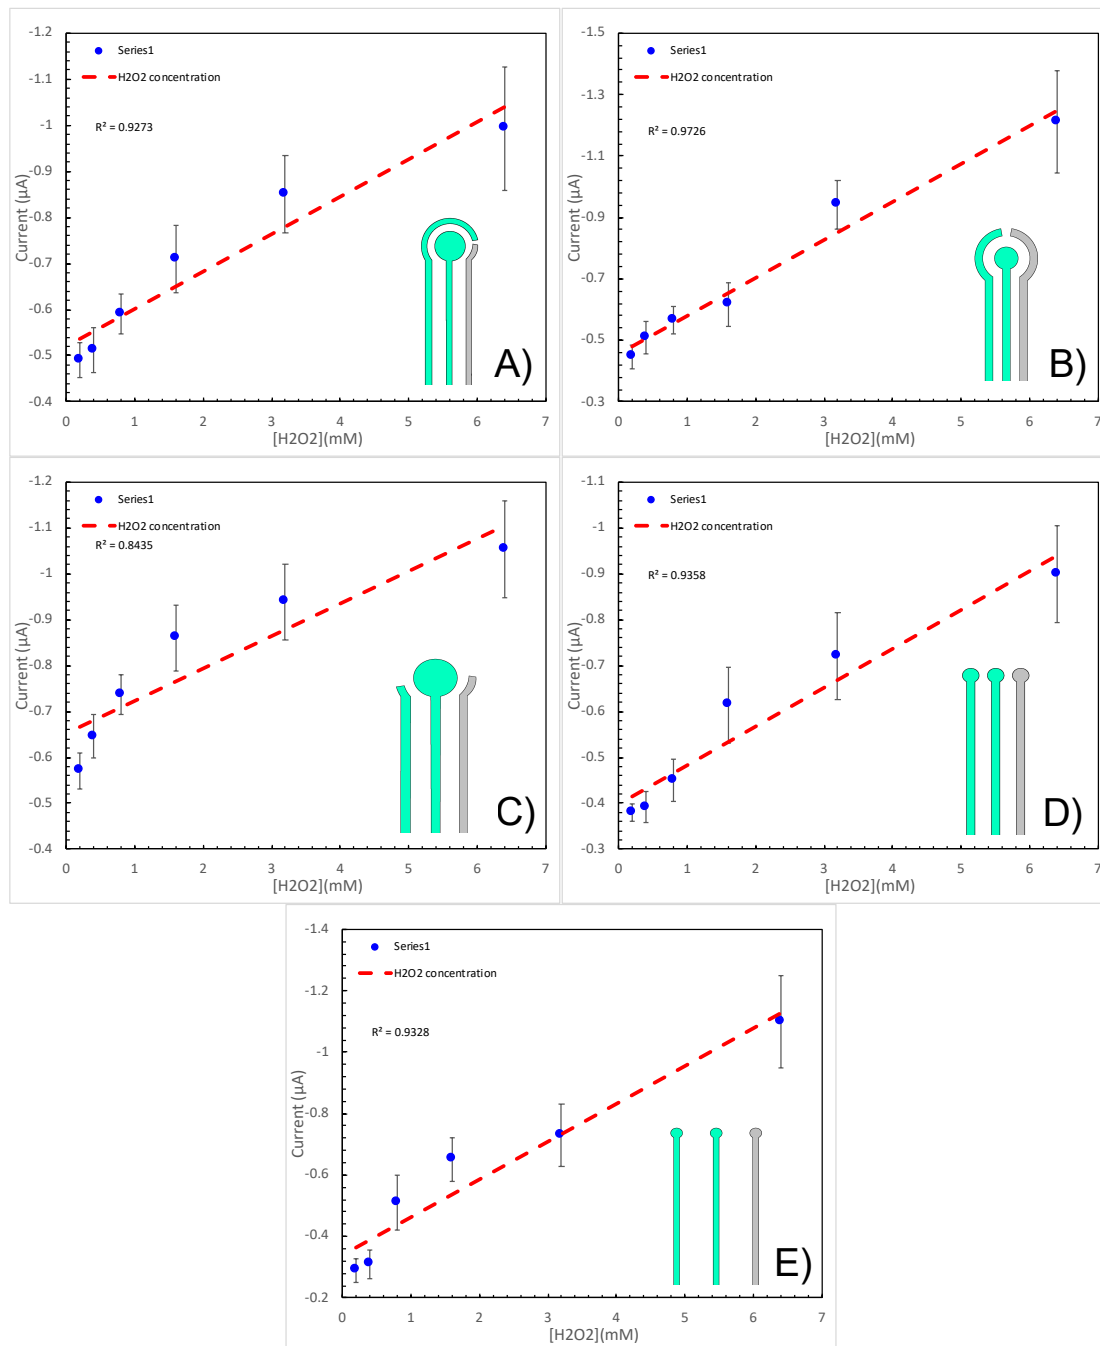 -1.2
-1.1
-1
-0.9
-0.8
-0.7
-0.6
-0.5
-0.4
Current (µA)
Series1
H2O2 concentration
R² = 0.9273
A)
0 1 2 3 4 5 6 7
[H2O2](mM)
-1.5
-1.3
-1.1
-0.9
-0.7
-0.5
-0.3
Current (µA)
Series1
H2O2 concentration
R² = 0.9726
B)
0 1 2 3 4 5 6 7
[H2O2](mM)
-1.2
-1.1
-1
-0.9
-0.8
-0.7
-0.6
-0.5
-0.4
Current (µA)
Series1
H2O2 concentration
R² = 0.8435
C)
0 1 2 3 4 5 6 7
[H2O2](mM)
-1.1
-1
-0.9
-0.8
-0.7
-0.6
-0.5
-0.4
-0.3
Current (µA)
Series1
H2O2 concentration
R² = 0.9358
D)
0 1 2 3 4 5 6 7
[H2O2](mM)
-1.4
-1.2
-1
-0.8
-0.6
-0.4
-0.2
Current (µA)
Series1
H2O2 concentration
R² = 0.9328
E)
0 1 2 3 4 5 6 7
[H2O2](mM)